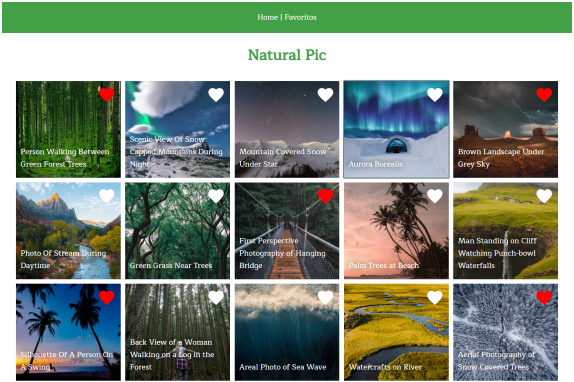 Home | Favoritos
Natural Pic
Person Walking Between
Green Forest Trees
Scenic View Of Snow
Capped Mountains During
Night
Mountain Covered Snow
Under Star
Aurora Borealis
Brown Landscape Under
Grey Sky
Photo Of Stream During
Daytime
Green Grass Near Trees
First Perspective
Photography of Hanging
Bridge
Palm Trees at Beach
Man Standing on Cliff
Watching Punch-bowl
Waterfalls
Silhouette Of A Person On
A Swing
Back View of a Woman
Walking on a Log in the
Forest
Areal Photo of Sea Wave
Watercrafts on River
Aerial Photography of
Snow Covered Trees